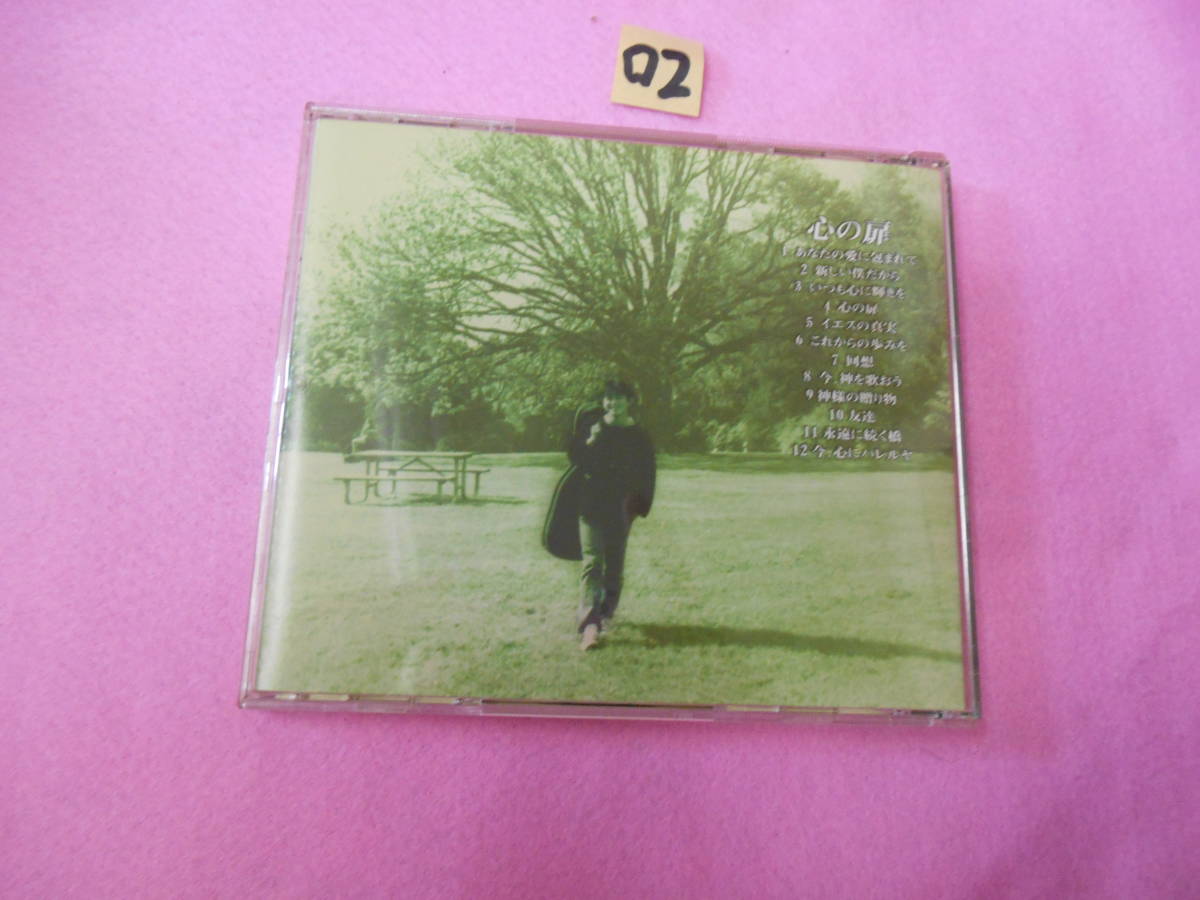 ロ2
心の扉
1 あなたの愛に包まれて
2 新しい僕だから
3 いつも心に輝きを
4 心の扉
5 イエスの真実
6 これからの歩みを
7 回想
8 今、神を歌おう
9 神様の贈り物
10 友達
11 永遠に続く橋
12 今、心にハレルヤ